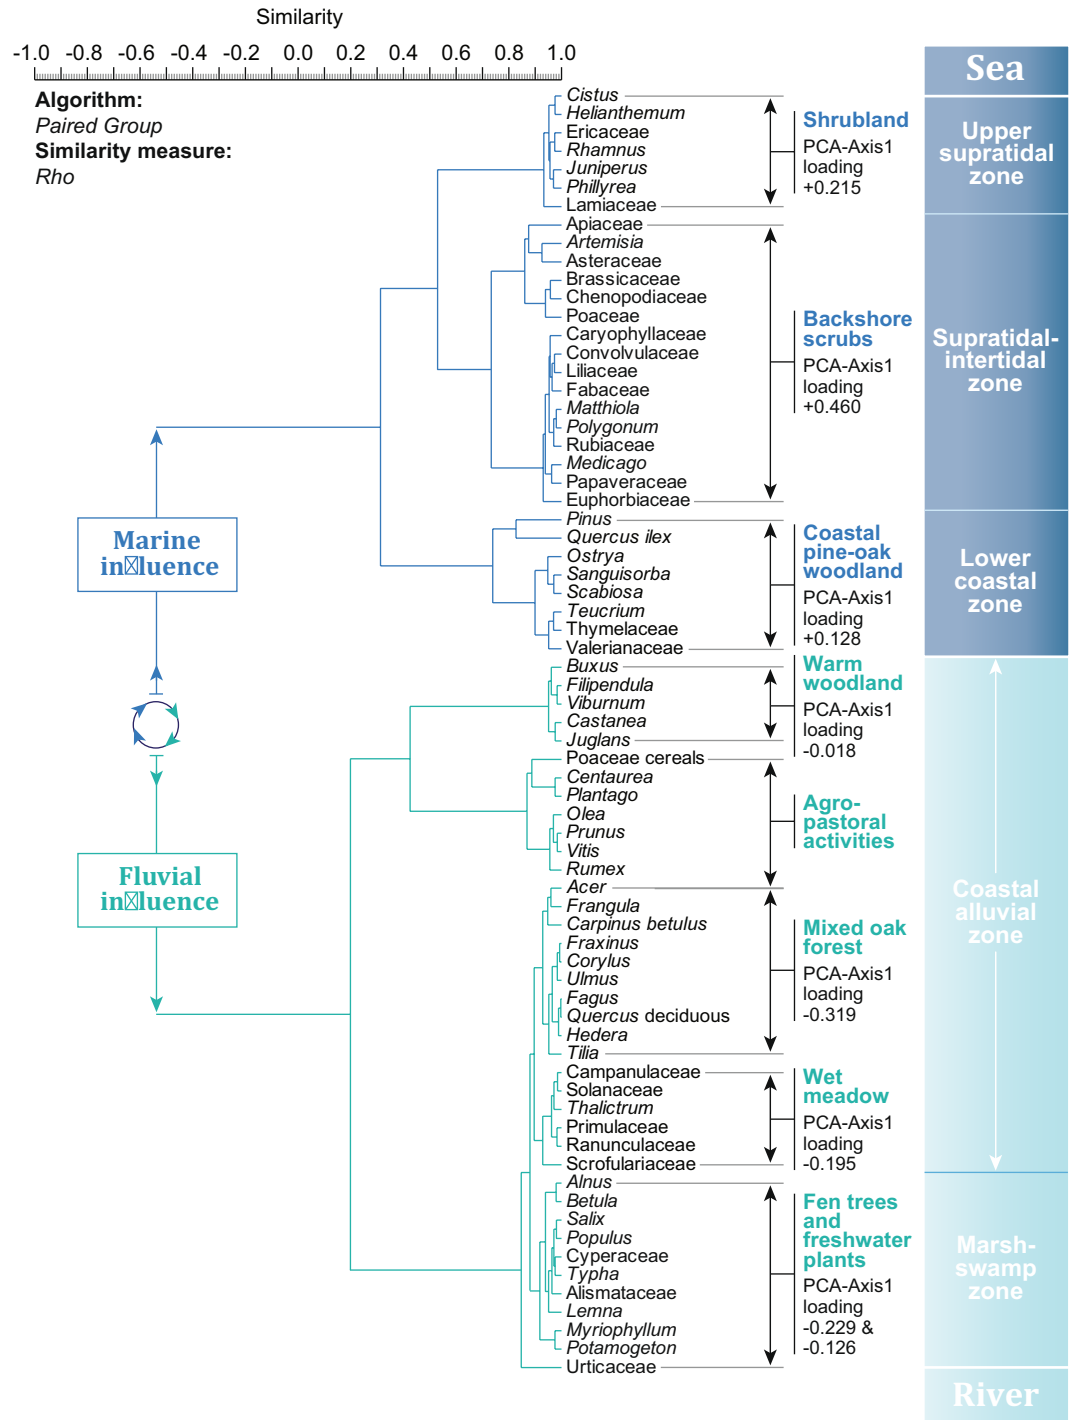 Similarity
-1.0 -0.8 -0.6 -0.4 -0.2 0.0 0.2 0.4 0.6 0.8 1.0
Algorithm:
Paired Group
Similarity measure:
Rho
Cistus
Helianthemum
Ericaceae
Rhamnus
Juniperus
Phillyrea
Lamiaceae
Apiaceae
Artemisia
Asteraceae
Brassicaceae
Chenopodiaceae
Poaceae
Caryophyllaceae
Convolvulaceae
Liliaceae
Fabaceae
Matthiola
Polygonum
Rubiaceae
Medicago
Papaveraceae
Euphorbiaceae
Pinus
Quercus ilex
Ostrya
Sanguisorba
Scabiosa
Teucrium
Thymelaceae
Valerianaceae
Buxus
Filipendula
Viburnum
Castanea
Juglans
Poaceae cereals
Centaurea
Plantago
Olea
Prunus
Vitis
Rumex
Acer
Frangula
Carpinus betulus
Fraxinus
Corylus
Ulmus
Fagus
Quercus deciduous
Hedera
Tilia
Campanulaceae
Solanaceae
Thalictrum
Primulaceae
Ranunculaceae
Scrofulariaceae
Alnus
Betula
Salix
Populus
Cyperaceae
Typha
Alismataceae
Lemna
Myriophyllum
Potamogeton
Urticaceae
Marine
in☒luence
Fluvial
in☒luence
Shrubland
PCA-Axis1
loading
+0.215
Backshore
scrubs
PCA-Axis1
loading
+0.460
Coastal
pine-oak
woodland
PCA-Axis1
loading
+0.128
Warm
woodland
PCA-Axis1
loading
-0.018
Agro-
pastoral
activities
Mixed oak
forest
PCA-Axis1
loading
-0.319
Wet
meadow
PCA-Axis1
loading
-0.195
Fen trees
and
freshwater
plants
PCA-Axis1
loading
-0.229 &
-0.126
Sea
Upper
supratidal
zone
Supratidal-
intertidal
zone
Lower
coastal
zone
Coastal
alluvial
zone
Marsh-
swamp
zone
River